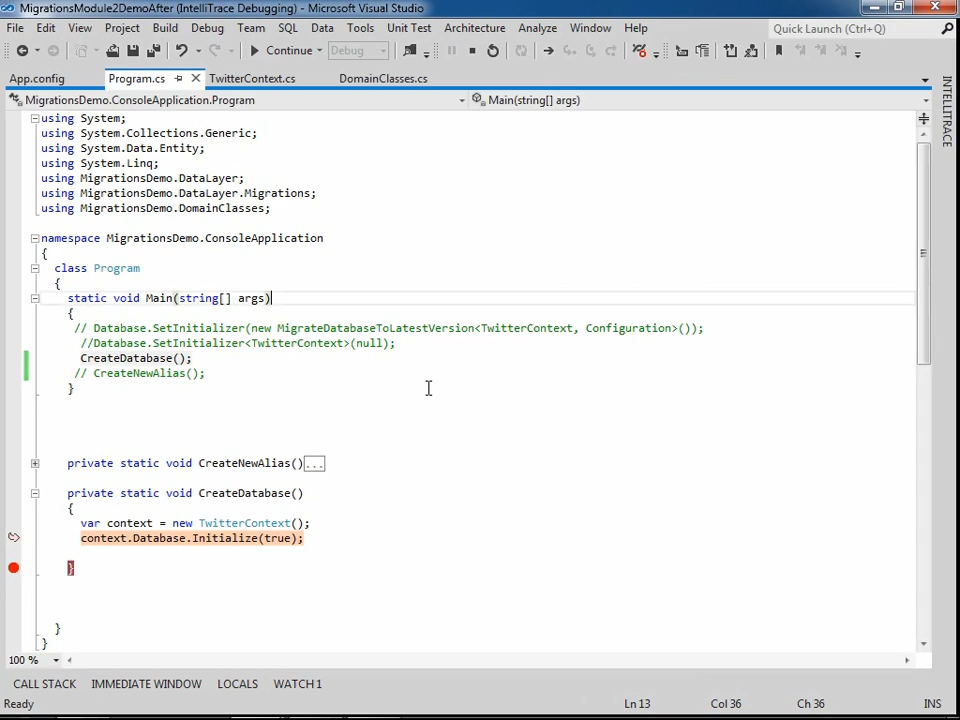 MigrationsModule2DemoAfter (IntelliTrace Debugging) - Microsoft Visual Studio
File Edit View Project Build Debug Team SQL Data Tools Unit Test Architecture Analyze Window Help Quick Launch (Ctrl+Q)
Continue Debug
App.config Program.cs TwitterContext.cs DomainClasses.cs
MigrationsDemo.ConsoleApplication.Program Main(string[] args)
INTELLITRACE
using System;
using System.Collections.Generic;
using System.Data.Entity;
using System.Linq;
using MigrationsDemo.DataLayer;
using MigrationsDemo.DataLayer.Migrations;
using MigrationsDemo.DomainClasses;
namespace MigrationsDemo.ConsoleApplication
{
class Program
{
static void Main(string[] args)
{
// Database.SetInitializer(new MigrateDatabaseToLatestVersion<TwitterContext, Configuration>());
//Database.SetInitializer<TwitterContext>(null);
CreateDatabase();
// CreateNewAlias();
}
private static void CreateNewAlias()...
private static void CreateDatabase()
{
var context = new TwitterContext();
context.Database.Initialize(true);
}
}
}
100 %
CALL STACK IMMEDIATE WINDOW LOCALS WATCH 1
Ready Ln 13 Col 36 Ch 36 INS